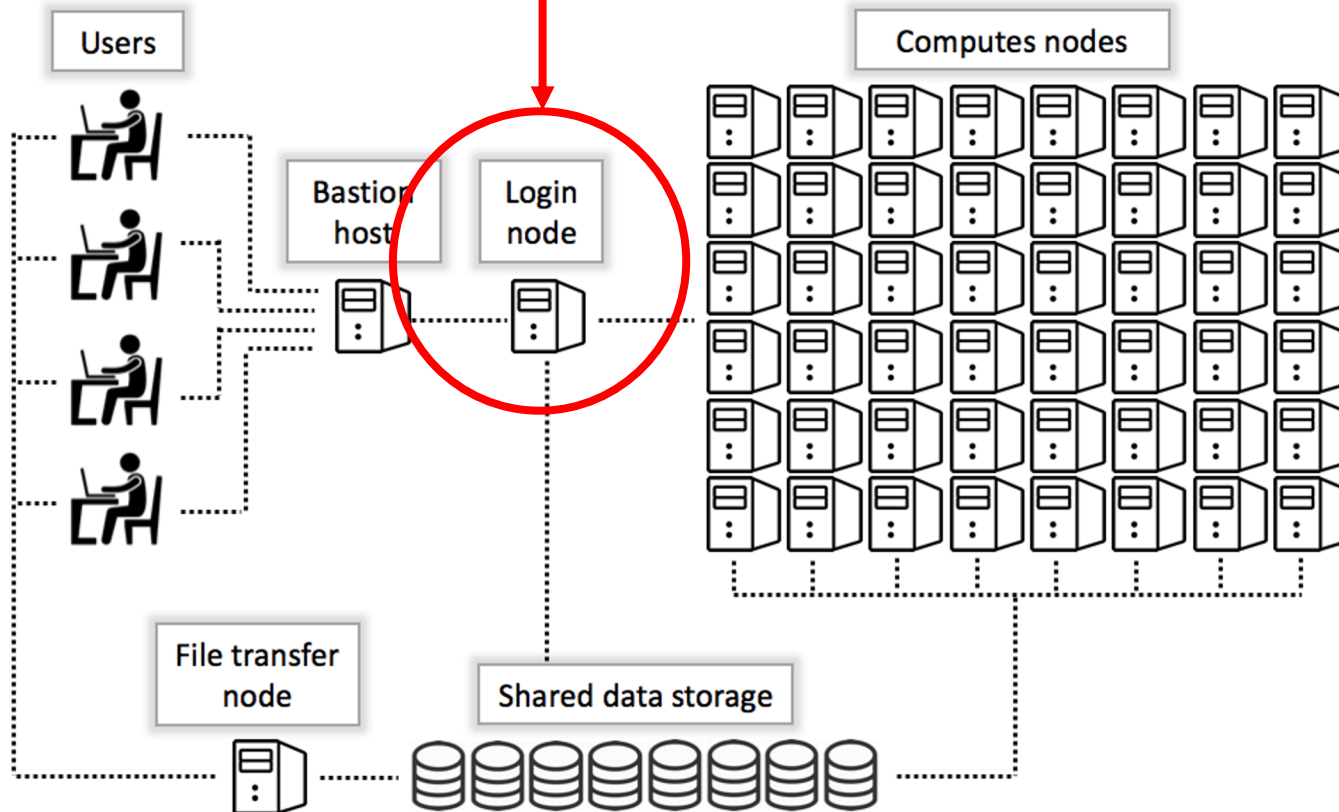 Users
Computes nodes
Bastion
host
Login
node
File transfer
node
Shared data storage